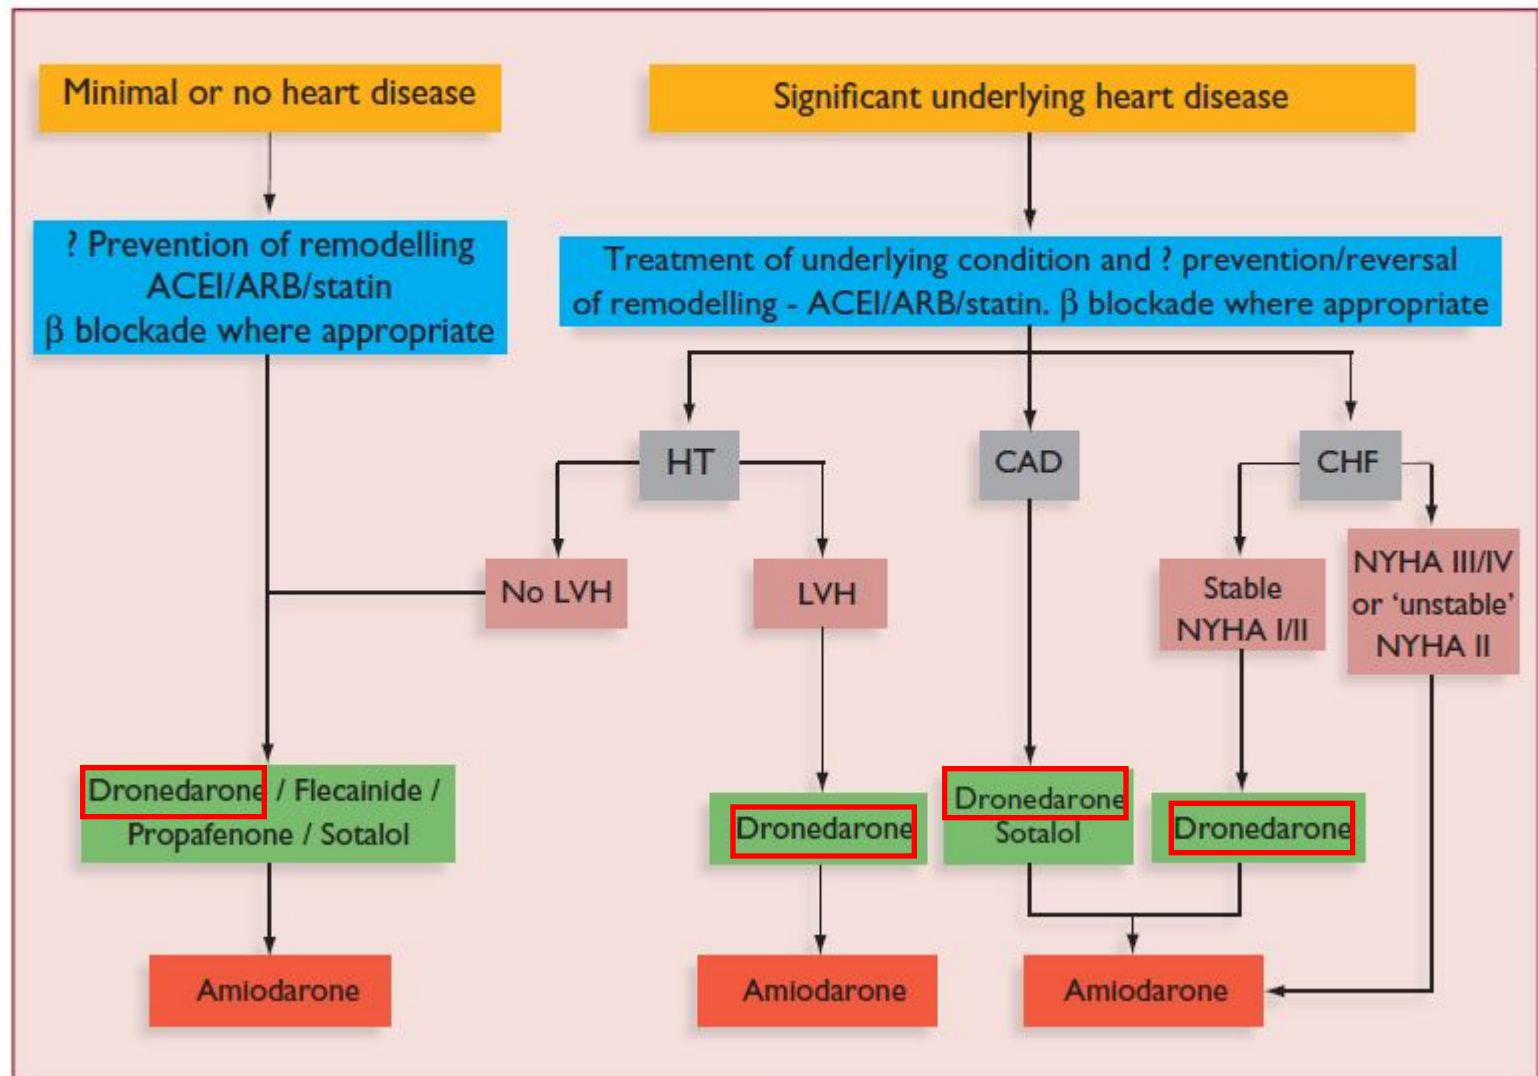 Minimal or no heart disease
Significant underlying heart disease
? Prevention of remodelling
ACEI/ARB/statin
β blockade where appropriate
Treatment of underlying condition and ? prevention/reversal
of remodelling - ACEI/ARB/statin. β blockade where appropriate
HT
CAD
CHF
No LVH
LVH
Stable
NYHA I/II
NYHA III/IV
or ‘unstable’
NYHA II
Dronedarone / Flecainide /
Propafenone / Sotalol
Dronedarone
Dronedarone
Sotalol
Dronedarone
Amiodarone
Amiodarone
Amiodarone